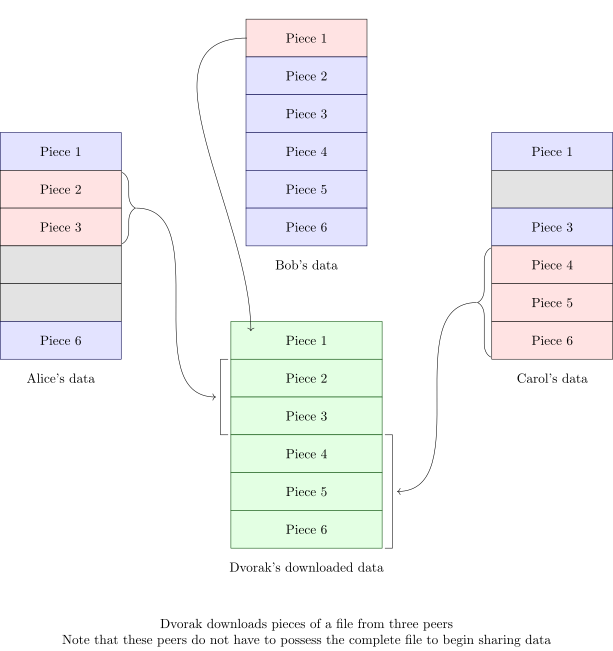 Piece 1
Piece 2
Piece 3
Piece 4
Piece 5
Piece 6
Bob's data
Piece 1
Piece 2
Piece 3
Piece 6
Alice's data
Piece 1
Piece 3
Piece 4
Piece 5
Piece 6
Carol's data
Piece 1
Piece 2
Piece 3
Piece 4
Piece 5
Piece 6
Dvorak's downloaded data
Dvorak downloads pieces of a file from three peers
Note that these peers do not have to possess the complete file to begin sharing data